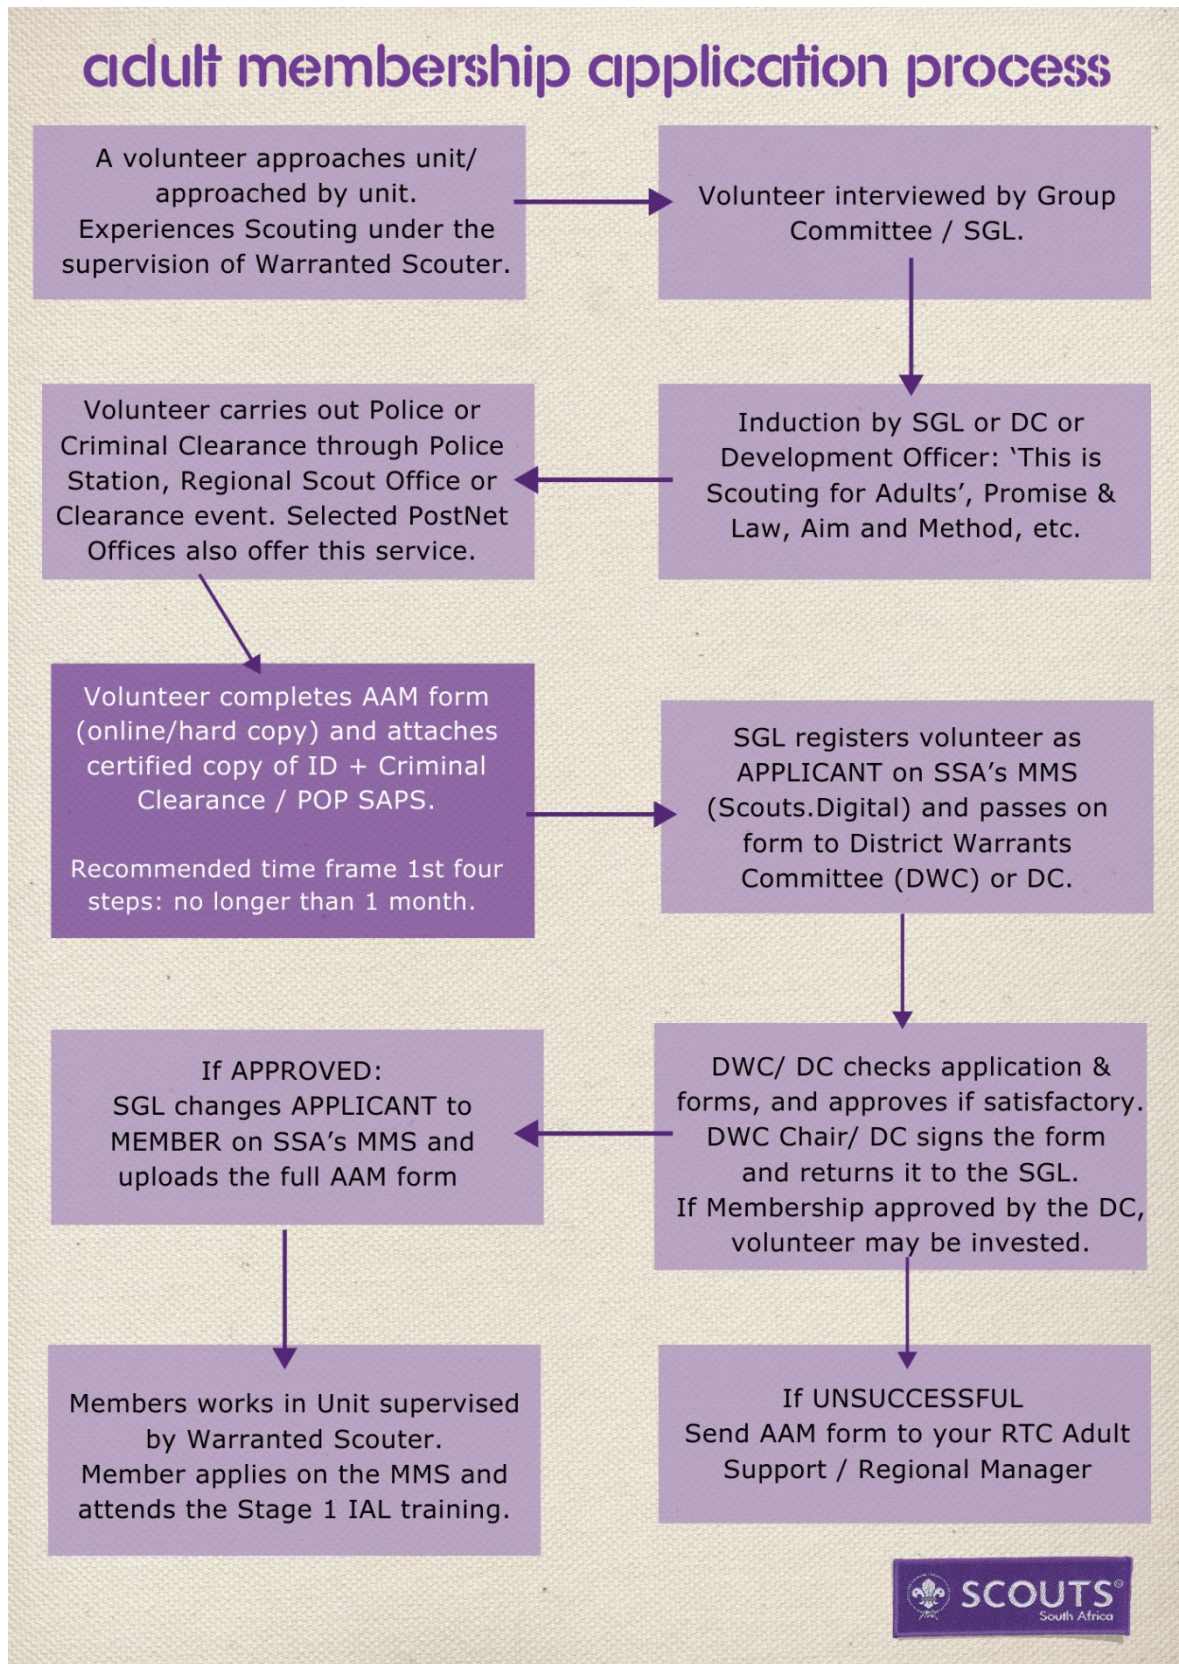 adult membership application process
A volunteer approaches unit/
approached by unit.
Experiences Scouting under the
supervision of Warranted Scouter.
Volunteer interviewed by Group
Committee / SGL.
Induction by SGL or DC or
Development Officer: ‘This is
Scouting for Adults’, Promise &
Law, Aim and Method, etc.
Volunteer carries out Police or
Criminal Clearance through Police
Station, Regional Scout Office or
Clearance event. Selected PostNet
Offices also offer this service.
Volunteer completes AAM form
(online/hard copy) and attaches
certified copy of ID + Criminal
Clearance / POP SAPS.
Recommended time frame 1st four
steps: no longer than 1 month.
SGL registers volunteer as
APPLICANT on SSA’s MMS
(Scouts.Digital) and passes on
form to District Warrants
Committee (DWC) or DC.
DWC/ DC checks application &
forms, and approves if satisfactory.
DWC Chair/ DC signs the form
and returns it to the SGL.
If Membership approved by the DC,
volunteer may be invested.
If APPROVED:
SGL changes APPLICANT to
MEMBER on SSA’s MMS and
uploads the full AAM form
Members works in Unit supervised
by Warranted Scouter.
Member applies on the MMS and
attends the Stage 1 IAL training.
If UNSUCCESSFUL
Send AAM form to your RTC Adult
Support / Regional Manager
SCOUTS®
South Africa